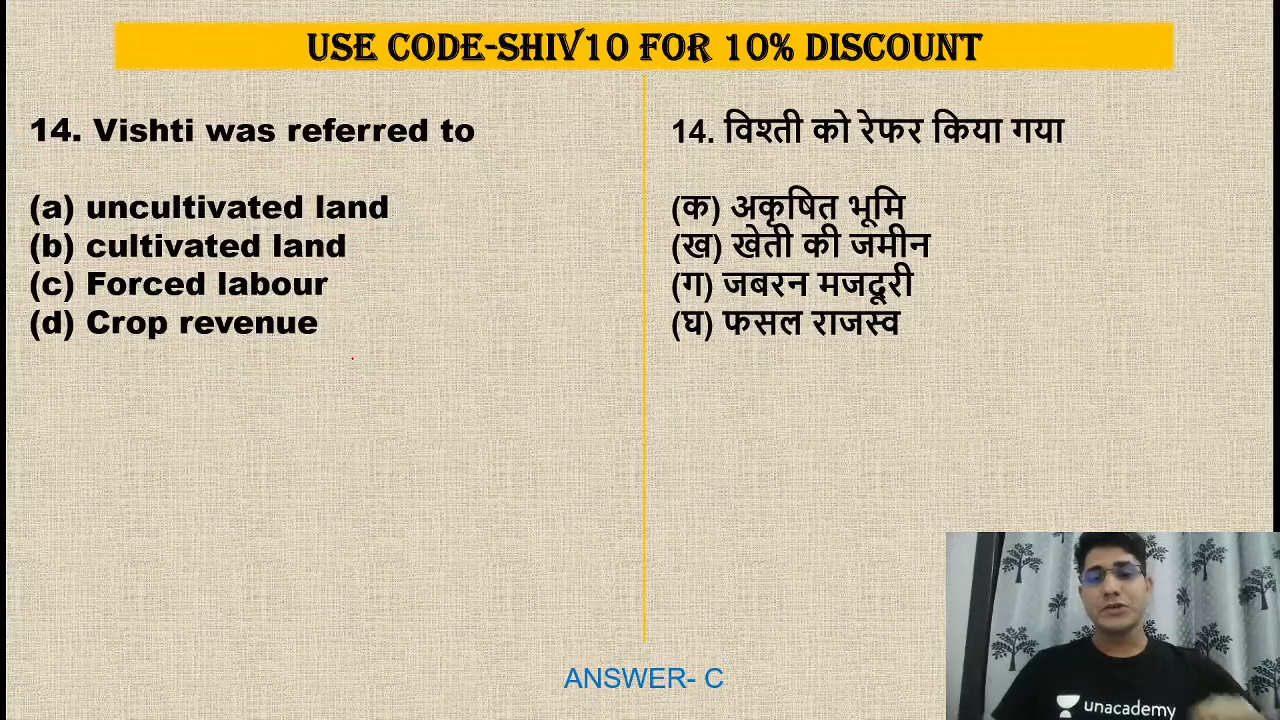 USE CODE-SHIV10 FOR 10% DISCOUNT
14. Vishti was referred to
(a) uncultivated land
(b) cultivated land
(c) Forced labour
(d) Crop revenue
14. विश्ती को रेफर किया गया
(क) अकृषित भूमि
(ख) खेती की जमीन
(ग) जबरन मजदूरी
(घ) फसल राजस्व
ANSWER- C
unacademy